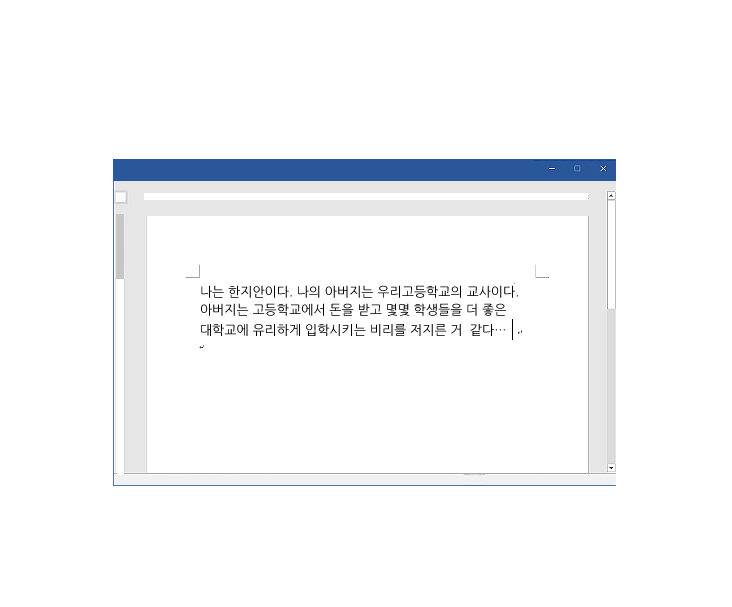 나는 한지안이다. 나의 아버지는 우리고등학교의 교사이다.
아버지는 고등학교에서 돈을 받고 몇몇 학생들을 더 좋은
대학교에 유리하게 입학시키는 비리를 저지른 거  같다…